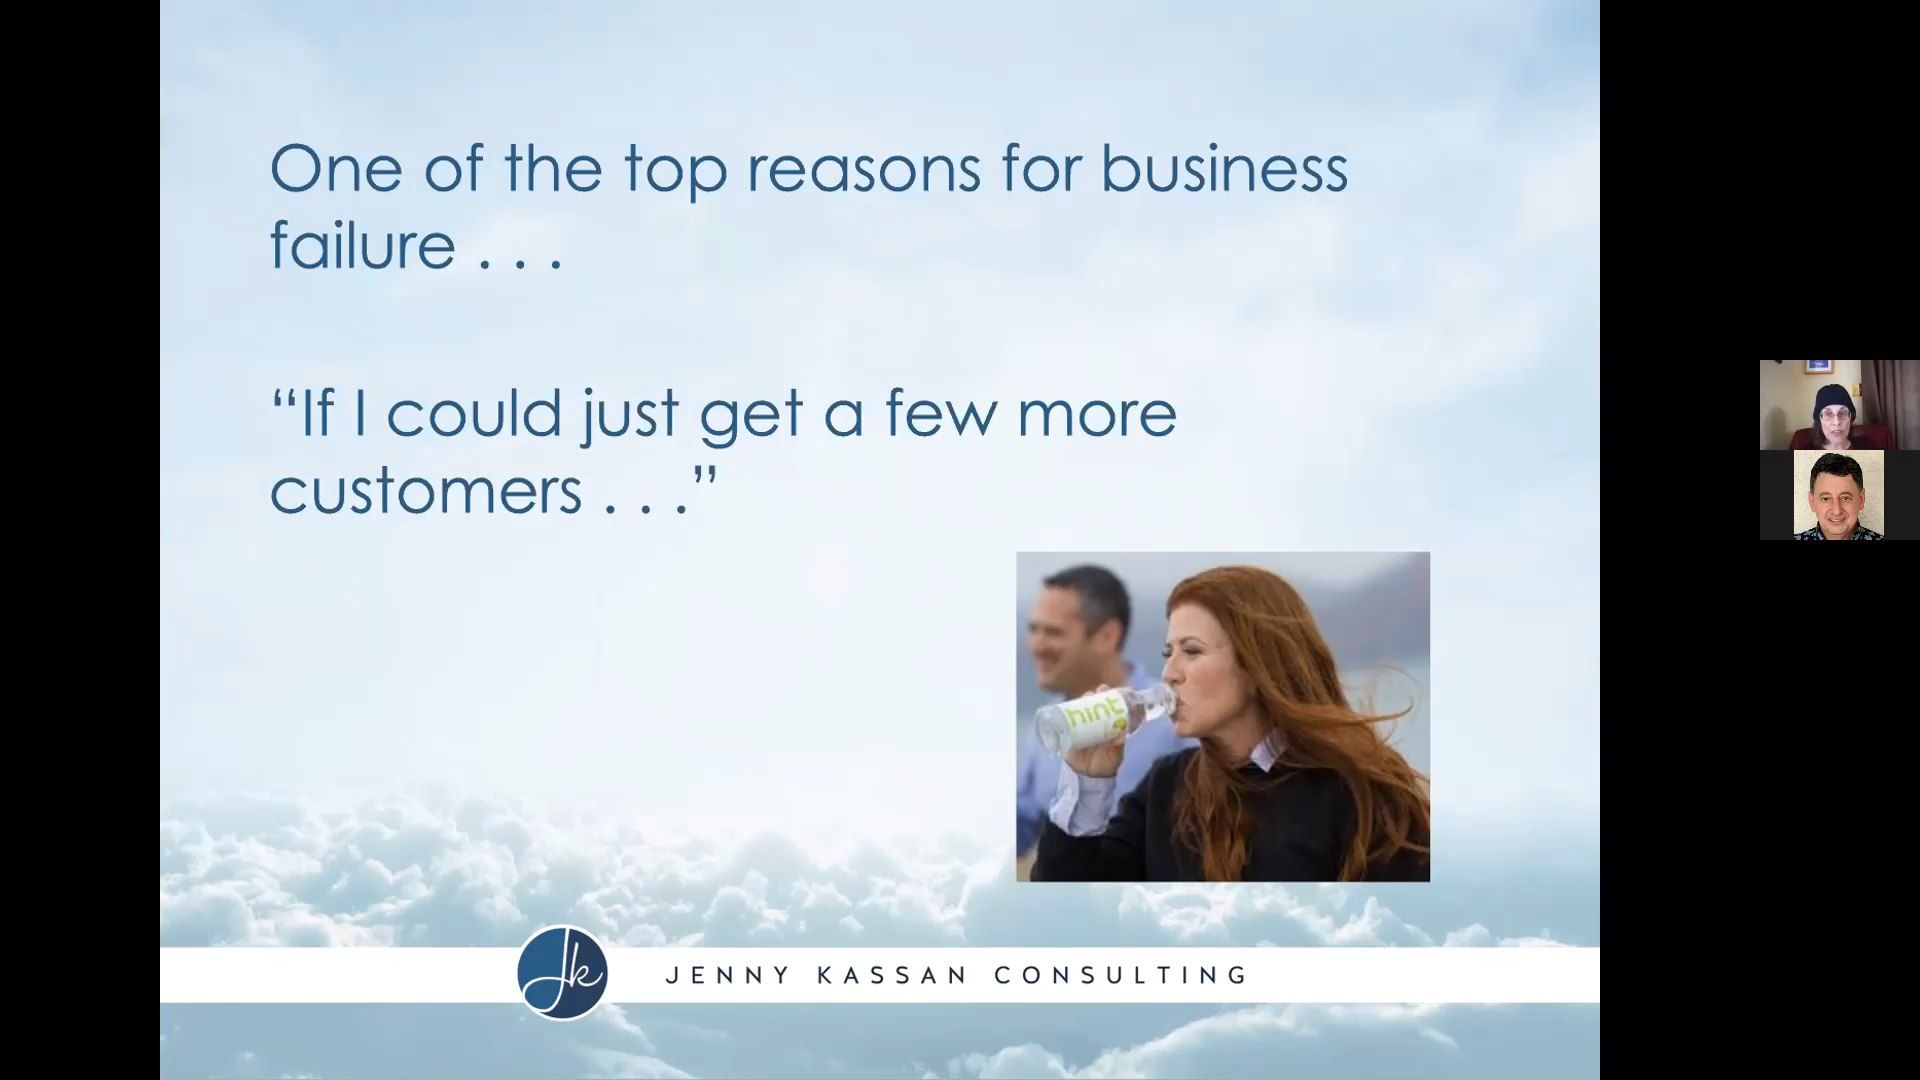 One of the top reasons for business
failure . . .
“If I could just get a few more
customers . . .”
hint
jk
JENNY KASSAN CONSULTING